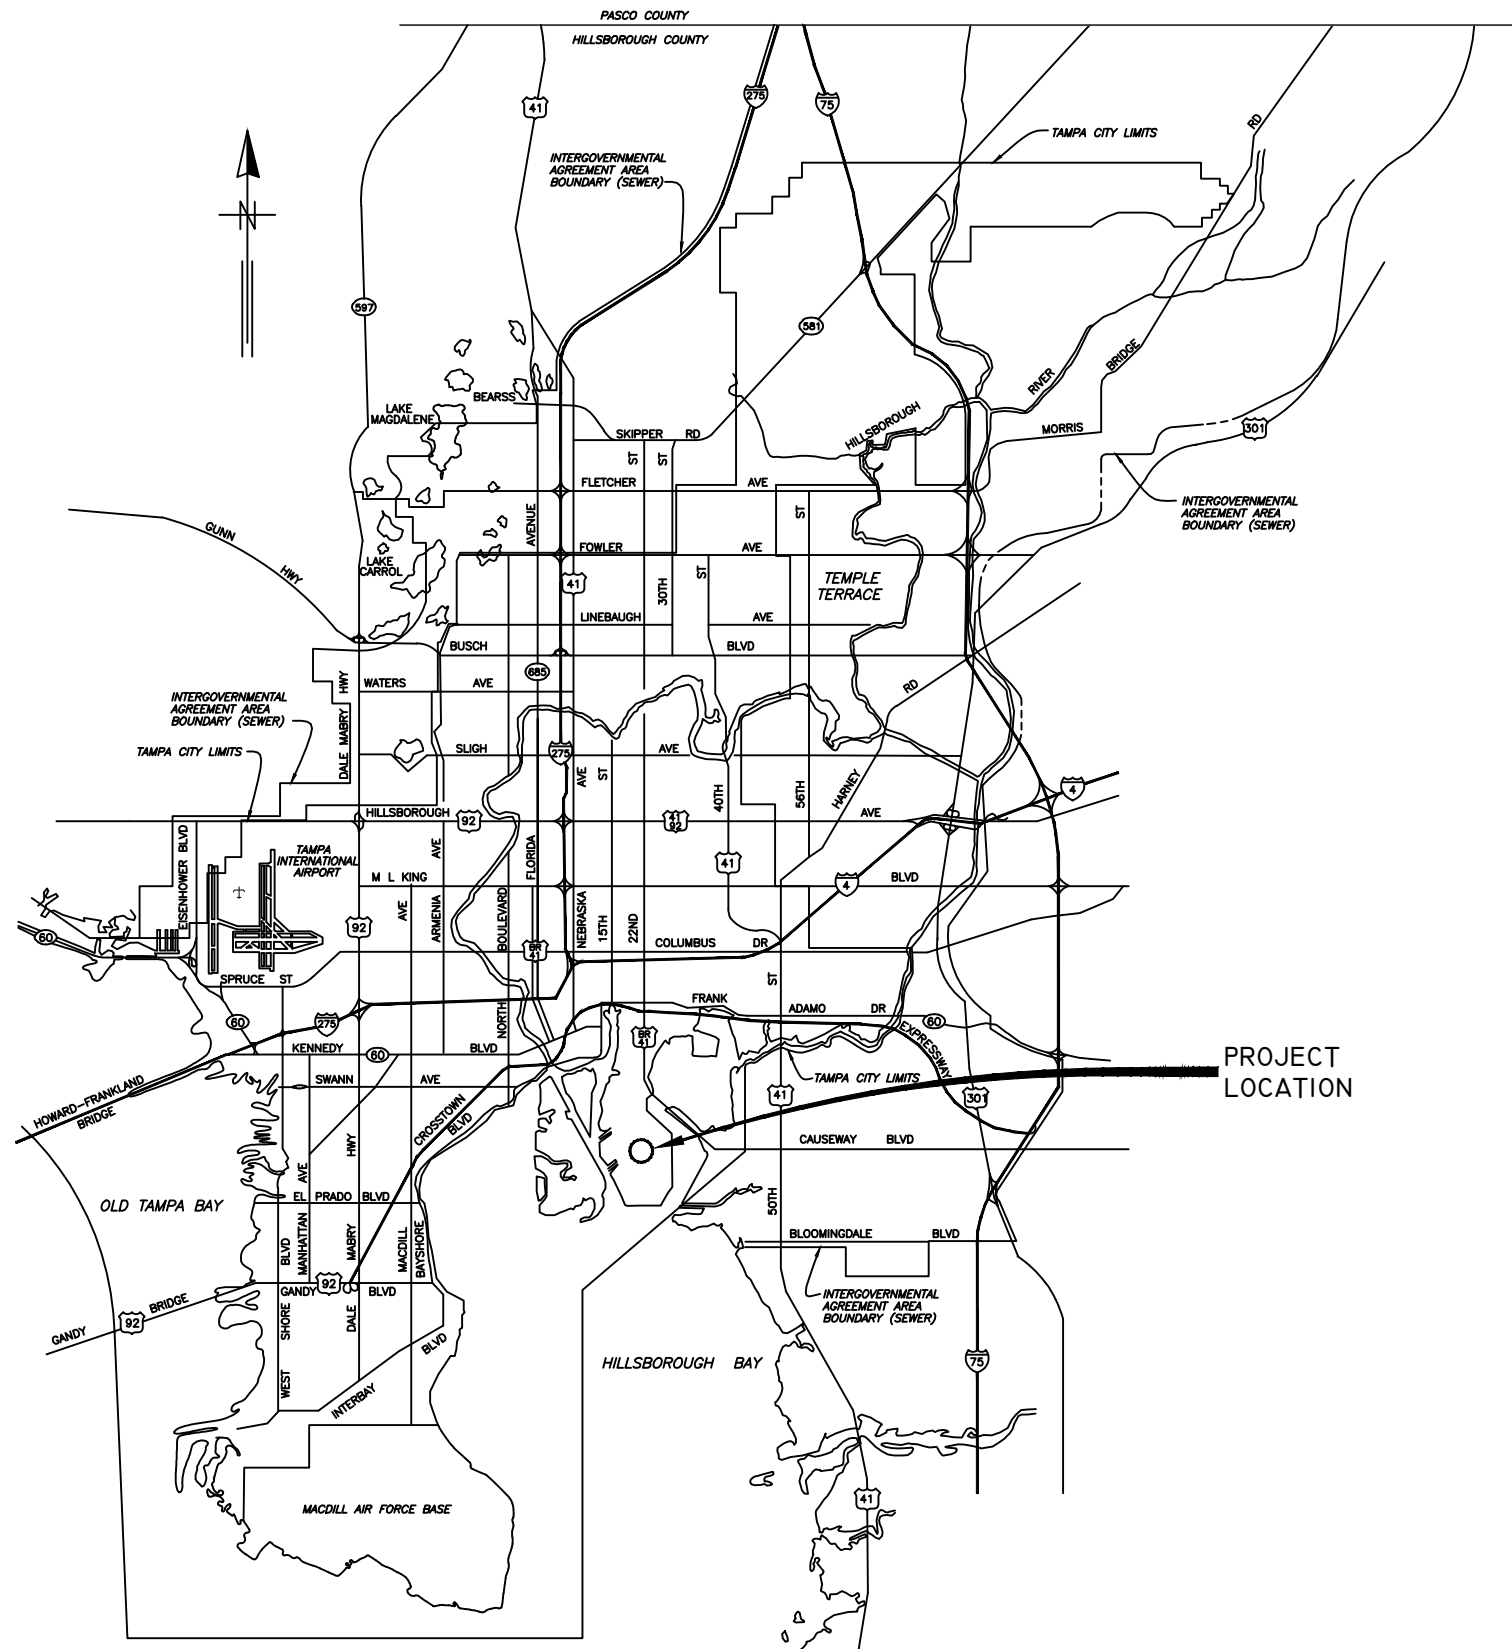 PASCO COUNTY
HILLSBOROUGH COUNTY
275
75
41
TAMPA CITY LIMITS
RD
INTERGOVERNMENTAL
AGREEMENT AREA
BOUNDARY (SEWER)
N
597
581
BRIDGE
RIVER
BEARSS
LAKE
MAGDALENE
HILLSBOROUGH
SKIPPER RD
MORRIS
301
ST
ST
FLETCHER AVE
INTERGOVERNMENTAL
AGREEMENT AREA
BOUNDARY (SEWER)
AVENUE
ST
GUNN
HWY
FOWLER AVE
LAKE
CARROL
41
30TH
ST
TEMPLE
TERRACE
LINEBAUGH AVE
BUSCH BLVD
685
HWY
WATERS AVE
RD
INTERGOVERNMENTAL
AGREEMENT AREA
BOUNDARY (SEWER)
TAMPA CITY LIMITS
DALE MABRY
SLIGH AVE
275
AVE
ST
40TH
56TH
HARNEY
4
HILLSBOROUGH
92
41
92
AVE
EISENHOWER BLVD
TAMPA
INTERNATIONAL
AIRPORT
AVE
FLORIDA
41
M L KING
4
BLVD
AVE
ARMENIA
BOULEVARD
NEBRASKA
15TH
22ND
92
60
BR
41
COLUMBUS DR
SPRUCE ST
ST
FRANK
ADAMO DR
60
60
275
NORTH
BR
41
EXPRESSWAY
KENNEDY
60
BLVD
PROJECT
LOCATION
SWANN AVE
TAMPA CITY LIMITS
41
301
HOWARD-FRANKLAND
BRIDGE
CROSSTOWN
BLVD
HWY
CAUSEWAY BLVD
AVE
OLD TAMPA BAY
EL PRADO BLVD
50TH
BLVD
MANHATTAN
MABRY
MACDILL
BAYSHORE
BLOOMINGDALE BLVD
92
GANDY BLVD
INTERGOVERNMENTAL
AGREEMENT AREA
BOUNDARY (SEWER)
GANDY
92
BRIDGE
SHORE
DALE
BLVD
HILLSBOROUGH BAY
75
WEST
INTERBAY
MACDILL AIR FORCE BASE
41